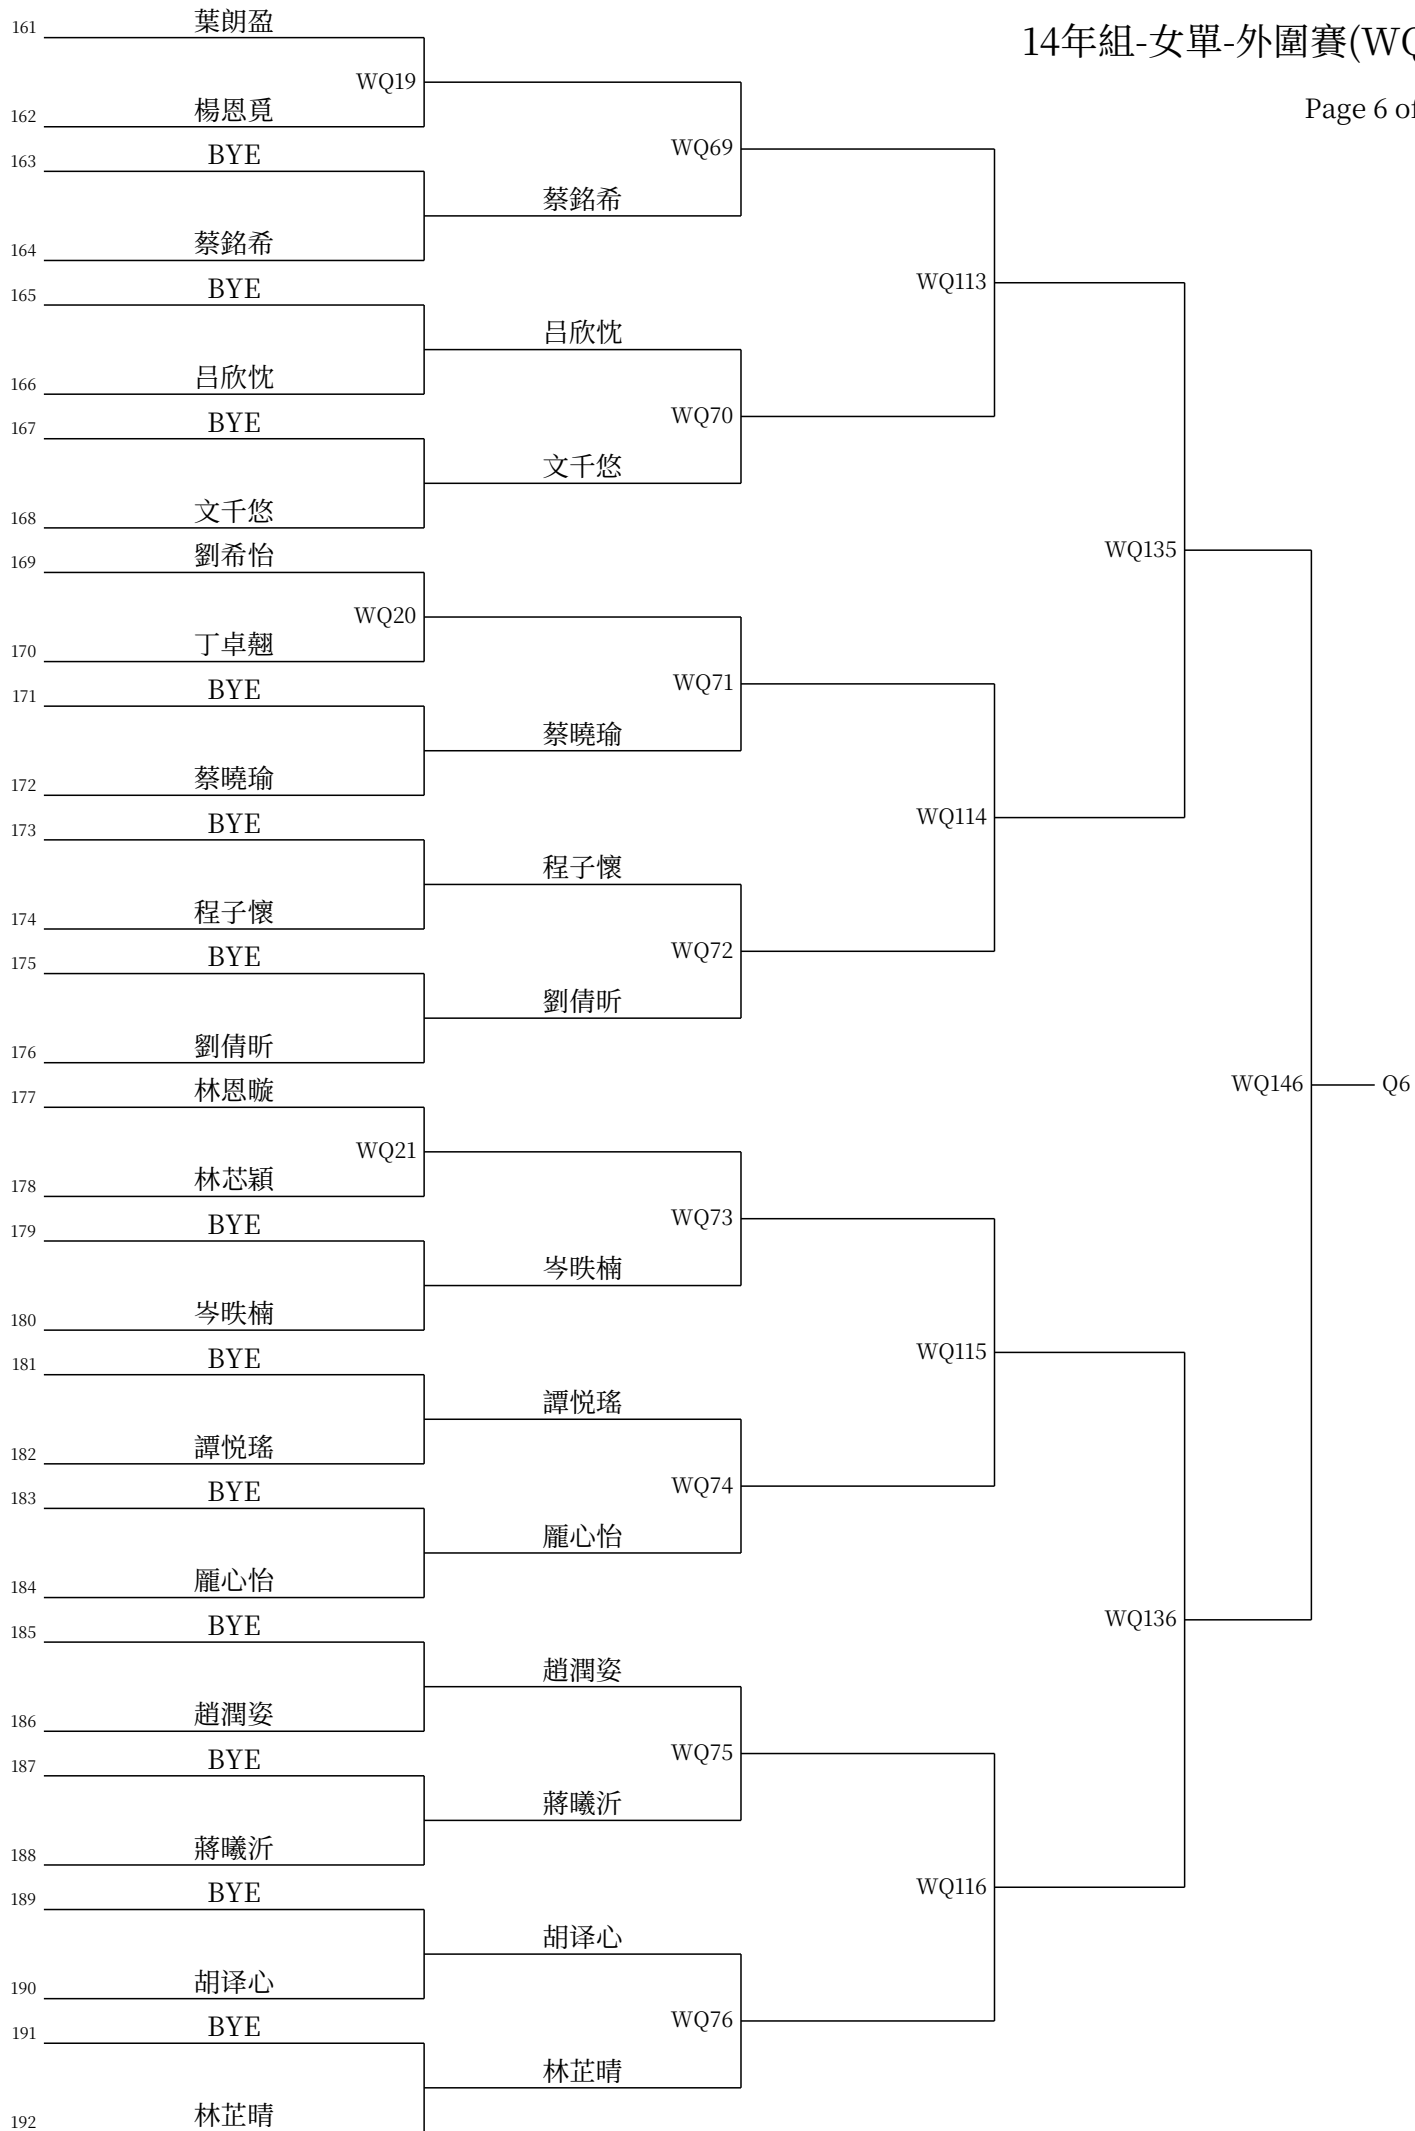 14年組-女單-外圍賽(WQ
Page 6 of
161 葉朗盈
WQ19
162 楊恩覓
163 BYE
WQ69
蔡銘希
164 蔡銘希
165 BYE
WQ113
呂欣忱
166 呂欣忱
167 BYE
WQ70
文千悠
168 文千悠
169 劉希怡
WQ135
WQ20
170 丁卓翹
171 BYE
WQ71
蔡曉瑜
172 蔡曉瑜
173 BYE
WQ114
程子懷
174 程子懷
175 BYE
WQ72
劉倩昕
176 劉倩昕
177 林恩暶
WQ146 Q6
WQ21
178 林芯穎
179 BYE
WQ73
岑昳楠
180 岑昳楠
181 BYE
WQ115
譚悦瑤
182 譚悦瑤
183 BYE
WQ74
龎心怡
184 龎心怡
185 BYE
WQ136
趙潤姿
186 趙潤姿
187 BYE
WQ75
蔣曦沂
188 蔣曦沂
189 BYE
WQ116
胡译心
190 胡译心
191 BYE
WQ76
林芷晴
192 林芷晴